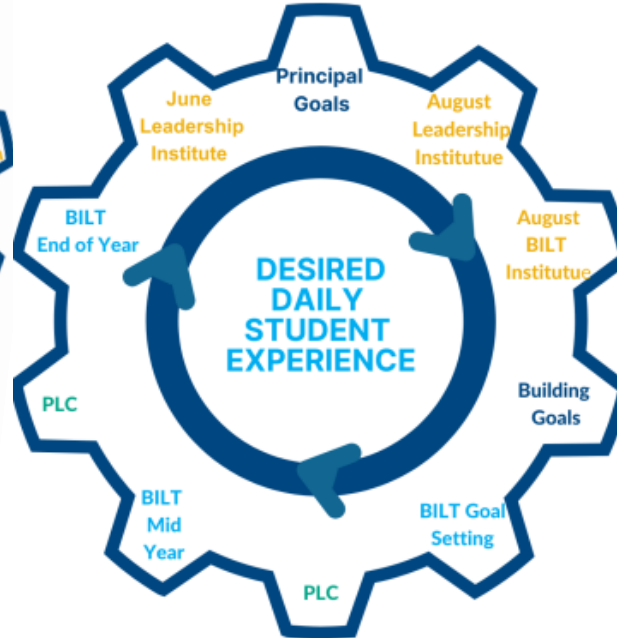 Principal
Goals
August
Leadership
Institutue
August
BILT
Institutue
Building
Goals
BILT Goal
Setting
PLC
BILT
Mid
Year
PLC
BILT
End of Year
June
Leadership
Institute
DESIRED
DAILY
STUDENT
EXPERIENCE